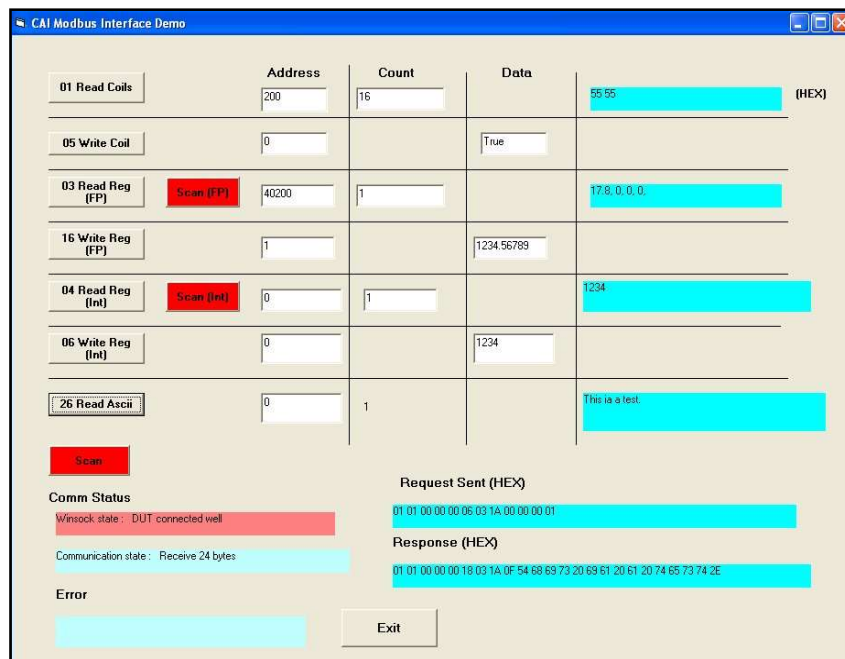 CAI Modbus Interface Demo
Address Count Data
01 Read Coils 200 16 55 55 (HEX)
05 Write Coil 0 True
03 Read Reg
(FP) Scan (FP) 40200 1 17.8, 0, 0, 0,
16 Write Reg
(FP) 1 1234.56789
04 Read Reg
(Int) Scan (Int) 0 1 1234
06 Write Reg
(Int) 0 1234
26 Read Ascii 0 1 This ia a test.
Scan
Request Sent (HEX)
Comm Status
01 01 00 00 00 06 03 1A 00 00 00 01
Winsock state : DUT connected well
Response (HEX)
Communication state : Receive 24 bytes
01 01 00 00 00 18 03 1A 0F 54 68 69 73 20 69 61 20 61 20 74 65 73 74 2E
Error
Exit